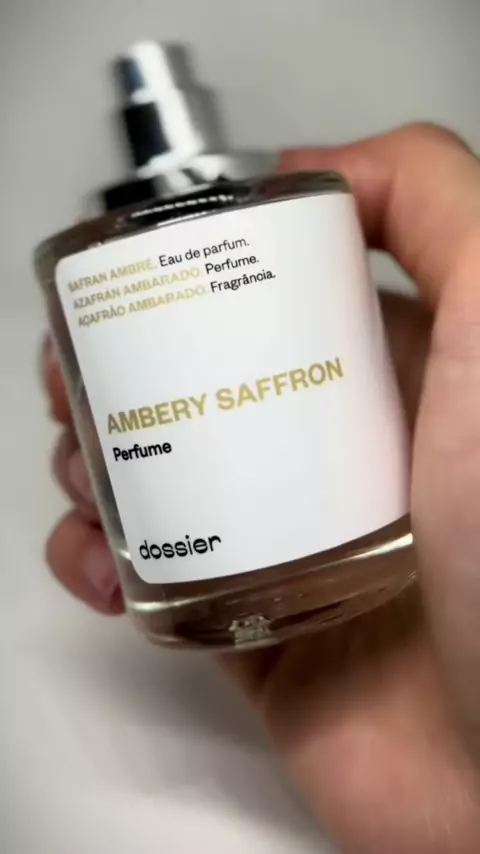 SAFRAN AMBRÉ. Eau de parfum.
AZAFRAN AMBARADO. Perfume.
AÇAFRÃO AMBARADO. Fragrância.
AMBERY SAFFRON
Perfume
dossier